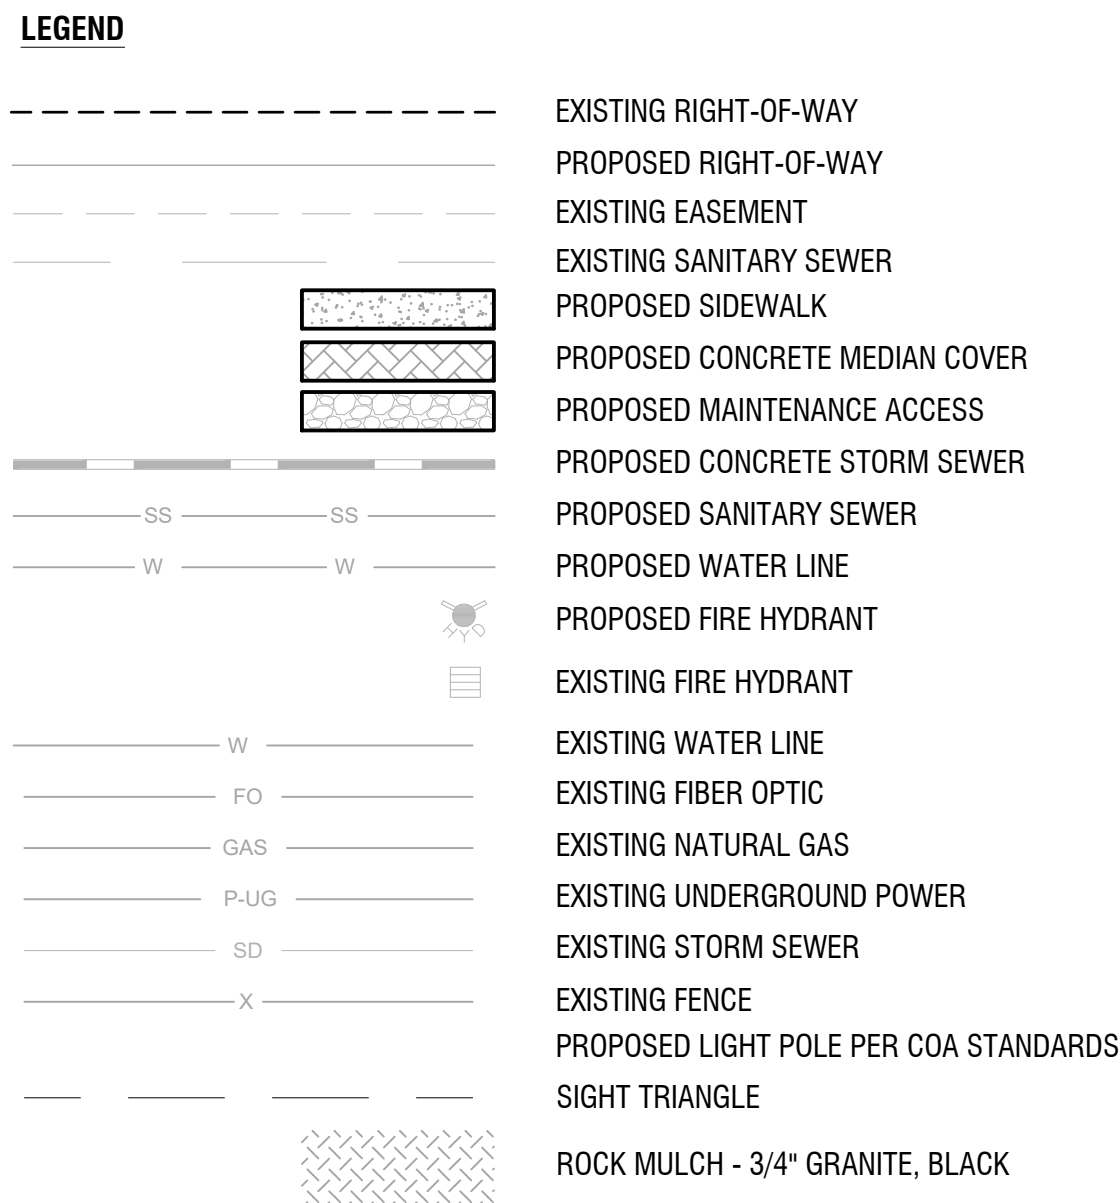 LEGEND
EXISTING RIGHT-OF-WAY
PROPOSED RIGHT-OF-WAY
EXISTING EASEMENT
EXISTING SANITARY SEWER
PROPOSED SIDEWALK
PROPOSED CONCRETE MEDIAN COVER
PROPOSED MAINTENANCE ACCESS
PROPOSED CONCRETE STORM SEWER
SS SS PROPOSED SANITARY SEWER
W W PROPOSED WATER LINE
HYD PROPOSED FIRE HYDRANT
EXISTING FIRE HYDRANT
W EXISTING WATER LINE
FO EXISTING FIBER OPTIC
GAS EXISTING NATURAL GAS
P-UG EXISTING UNDERGROUND POWER
SD EXISTING STORM SEWER
X EXISTING FENCE
PROPOSED LIGHT POLE PER COA STANDARDS
SIGHT TRIANGLE
ROCK MULCH - 3/4" GRANITE, BLACK